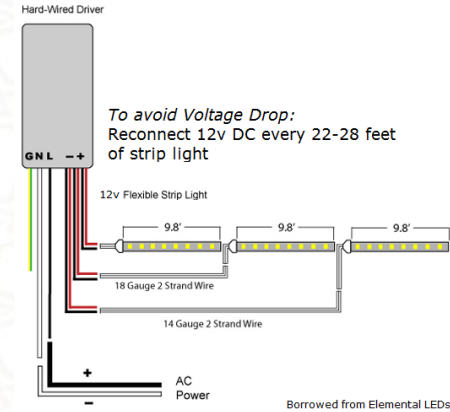 Hard-Wired Driver
To avoid Voltage Drop:
Reconnect 12v DC every 22-28 feet
of strip light
G N L - +
12v Flexible Strip Light
9.8' 9.8' 9.8'
18 Gauge 2 Strand Wire
14 Gauge 2 Strand Wire
+
AC
Power
-
Borrowed from Elemental LEDs